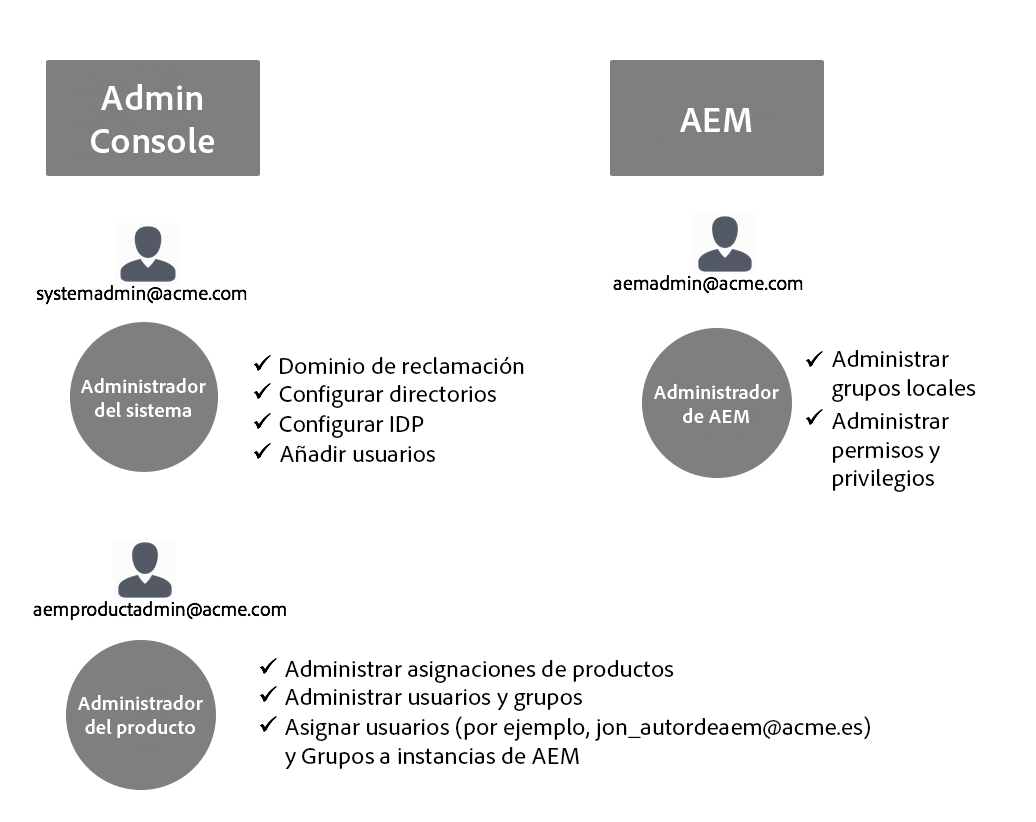 Admin
Console
AEM
systemadmin@acme.com
aemadmin@acme.com
Administrador
del sistema
✓ Dominio de reclamación
✓ Configurar directorios
✓ Configurar IDP
✓ Añadir usuarios
Administrador
de AEM
✓ Administrar
grupos locales
✓ Administrar
permisos y
privilegios
aemproductadmin@acme.com
Administrador
del producto
✓ Administrar asignaciones de productos
✓ Administrar usuarios y grupos
✓ Asignar usuarios (por ejemplo, jon_autordeaem@acme.es)
y Grupos a instancias de AEM